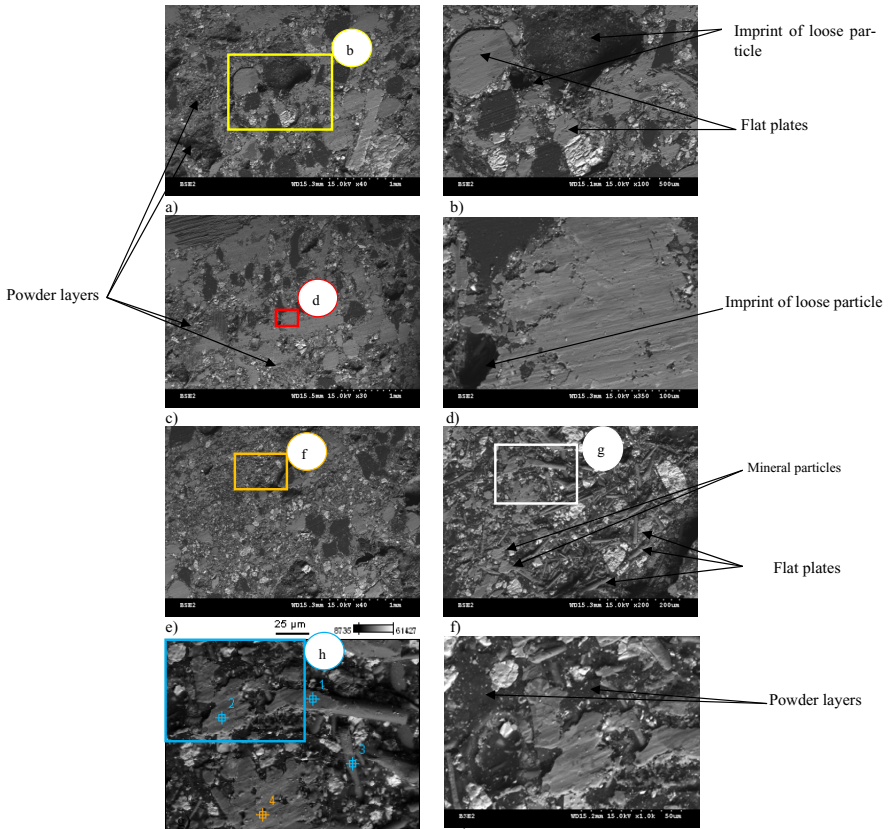 b
Imprint of loose par-
ticle
Flat plates
BSE2 WD15.3mm 15.0kV x40 1mm
BSE2 WD15.1mm 15.0kV x100 500um
a)
b)
Powder layers
d
Imprint of loose particle
BSE2 WD15.5mm 15.0kV x30 1mm
BSE2 WD15.3mm 15.0kV x350 100um
c)
d)
f
g
Mineral particles
Flat plates
BSE2 WD15.3mm 15.0kV x40 1mm
BSE2 WD15.3mm 15.0kV x200 200um
e)
25 µm
8735 61427
f)
h
1
2
3
4
Powder layers
BSE2 WD15.2mm 15.0kV x1.0k 50um